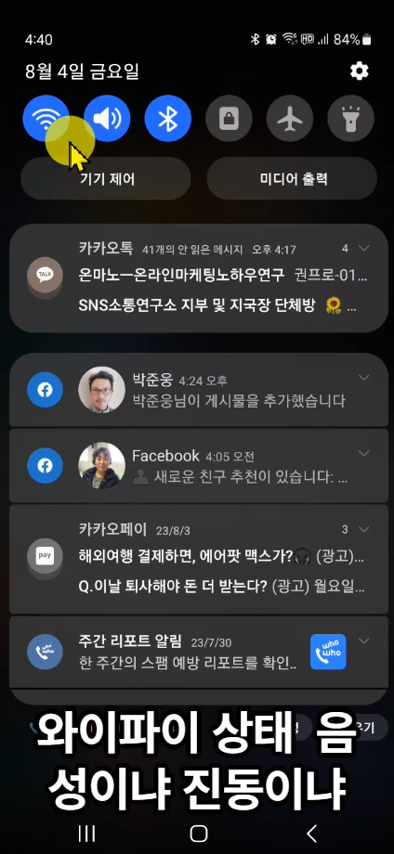 4:40 HD 84%
8월 4일 금요일
기기 제어 미디어 출력
카카오톡 41개의 안 읽은 메시지 오후 4:17 4
TALK
온마노—온라인마케팅노하우연구 권프로-01...
SNS소통연구소 지부 및 지국장 단체방 🌻 ...
박준웅 4:24 오후
박준웅님이 게시물을 추가했습니다
Facebook 4:05 오전
새로운 친구 추천이 있습니다: ...
카카오페이 23/8/3 3
pay
해외여행 결제하면, 에어팟 맥스가?🎧 (광고)...
Q.이날 퇴사해야 돈 더 받는다? (광고) 월요일...
주간 리포트 알림 23/7/30
who
who
한 주간의 스팸 예방 리포트를 확인..
와이파이 상태 음
성이냐 진동이냐